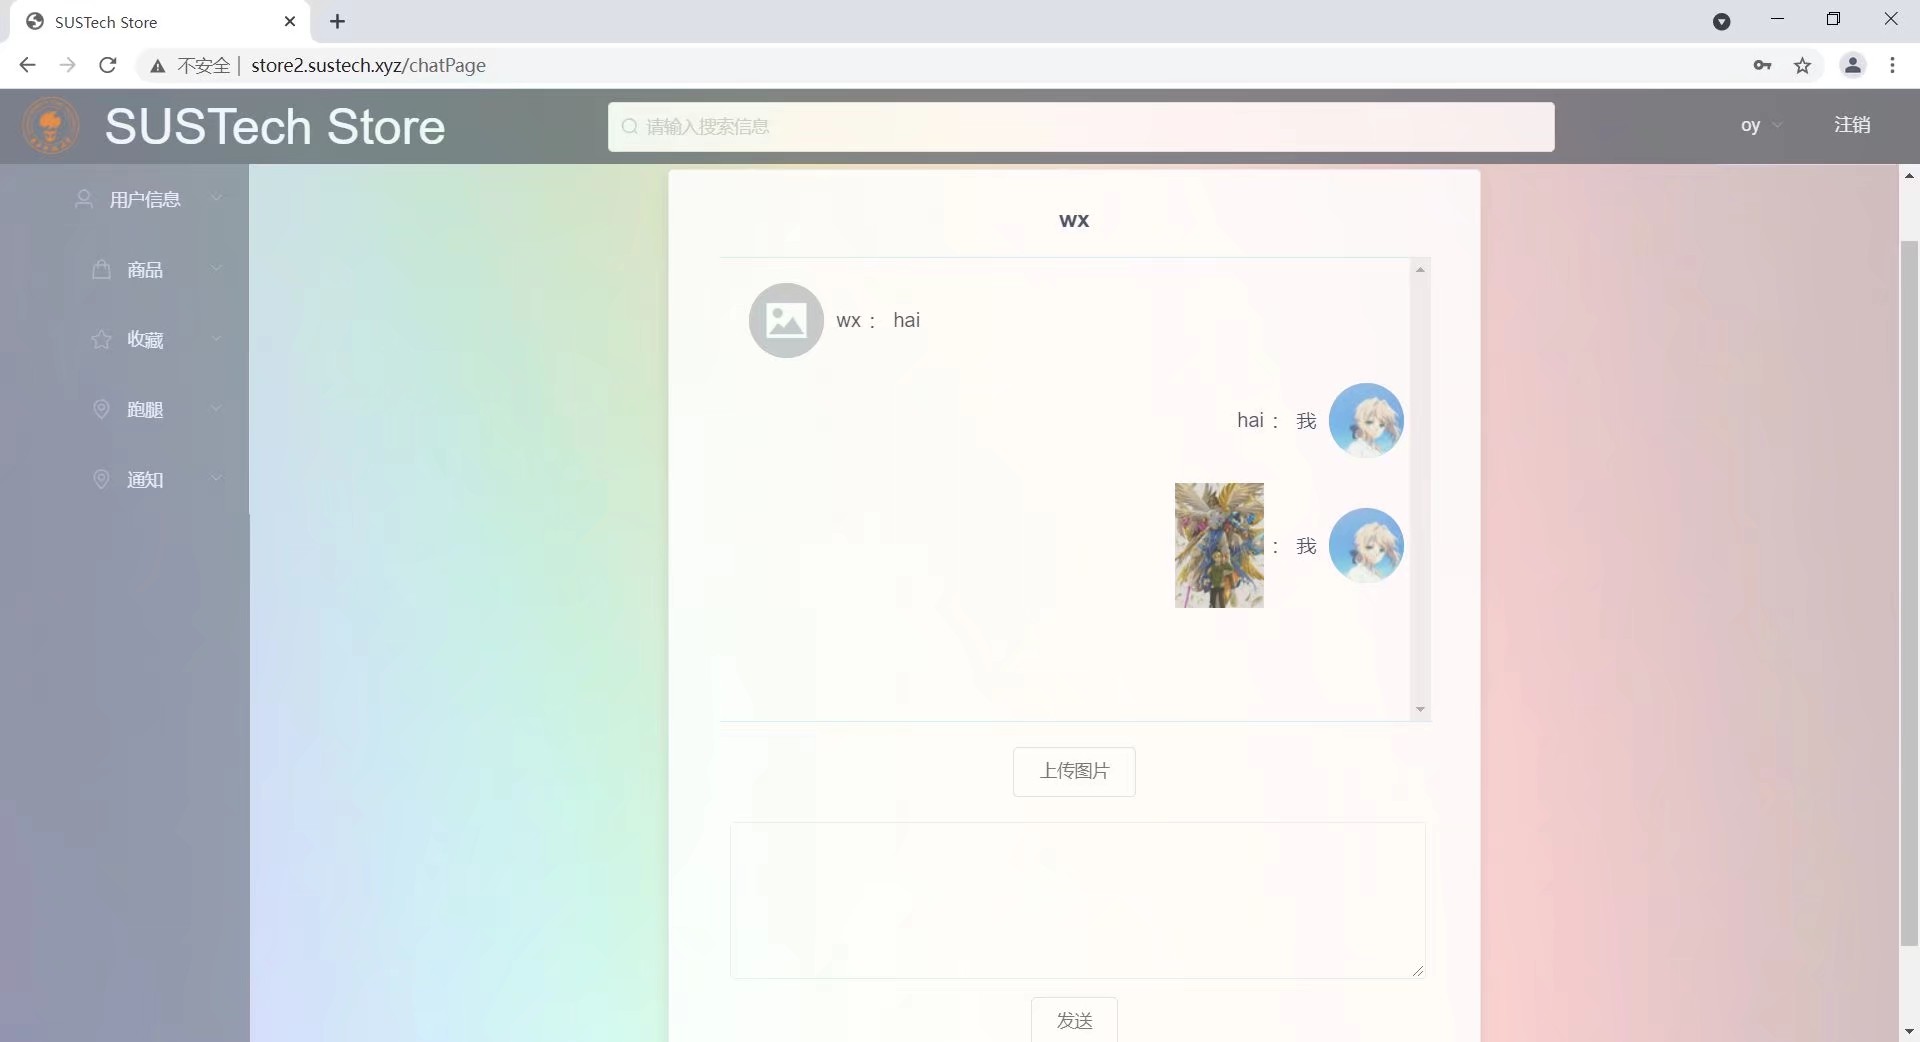 SUSTech Store
不安全 | store2.sustech.xyz/chatPage
SUSTech Store
请输入搜索信息
oy
注销
用户信息
商品
收藏
跑腿
通知
wx
wx： hai
hai： 我
： 我
上传图片
发送